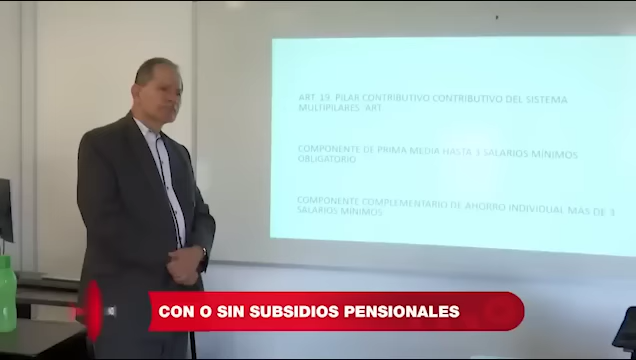 ART. 19. PILAR CONTRIBUTIVO CONTRIBUTIVO DEL SISTEMA
MULTIPILARES. ART.
COMPONENTE DE PRIMA MEDIA HASTA 3 SALARIOS MÍNIMOS
OBLIGATORIO
COMPONENTE COMPLEMENTARIO DE AHORRO INDIVIDUAL MÁS DE 3
SALARIOS MÍNIMOS
CON O SIN SUBSIDIOS PENSIONALES